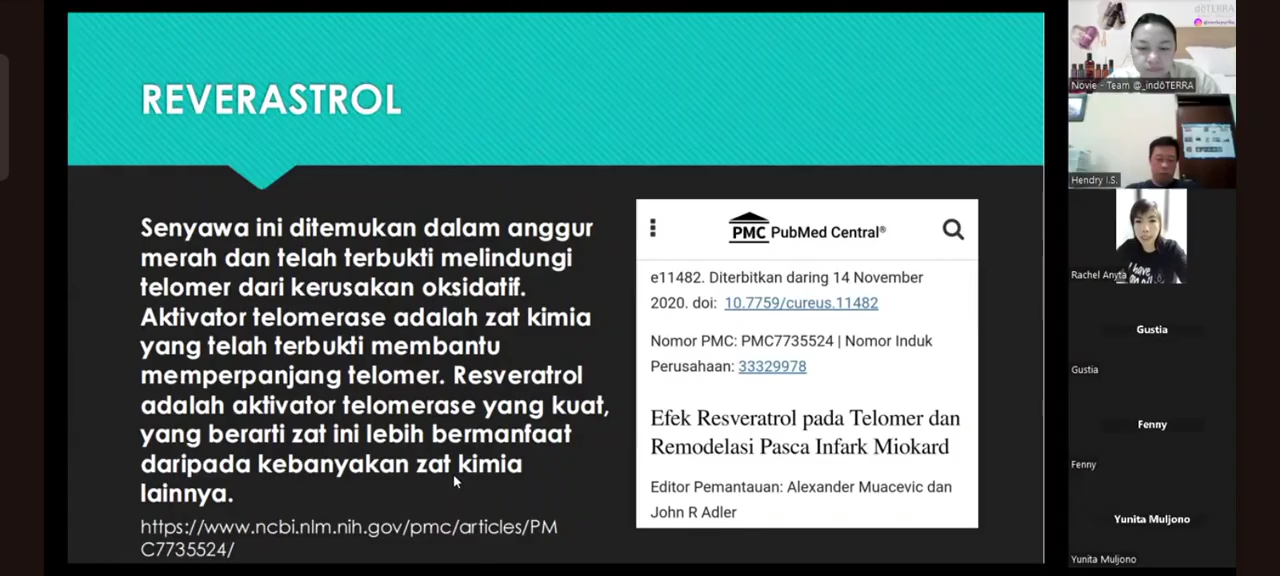 REVERASTROL
Senyawa ini ditemukan dalam anggur
merah dan telah terbukti melindungi
telomer dari kerusakan oksidatif.
Aktivator telomerase adalah zat kimia
yang telah terbukti membantu
memperpanjang telomer. Resveratrol
adalah aktivator telomerase yang kuat,
yang berarti zat ini lebih bermanfaat
daripada kebanyakan zat kimia
lainnya.
https://www.ncbi.nlm.nih.gov/pmc/articles/PM
C7735524/
PMC PubMed Central®
e11482. Diterbitkan daring 14 November
2020. doi: 10.7759/cureus.11482
Nomor PMC: PMC7735524 | Nomor Induk
Perusahaan: 33329978
Efek Resveratrol pada Telomer dan
Remodelasi Pasca Infark Miokard
Editor Pemantauan: Alexander Muacevic dan
John R Adler
dōTERRA
Novie - Team @_indōTERRA
Hendry I.S.
I have
Rachel Anyta
Gustia
Gustia
Fenny
Fenny
Yunita Muljono
Yunita Muljono